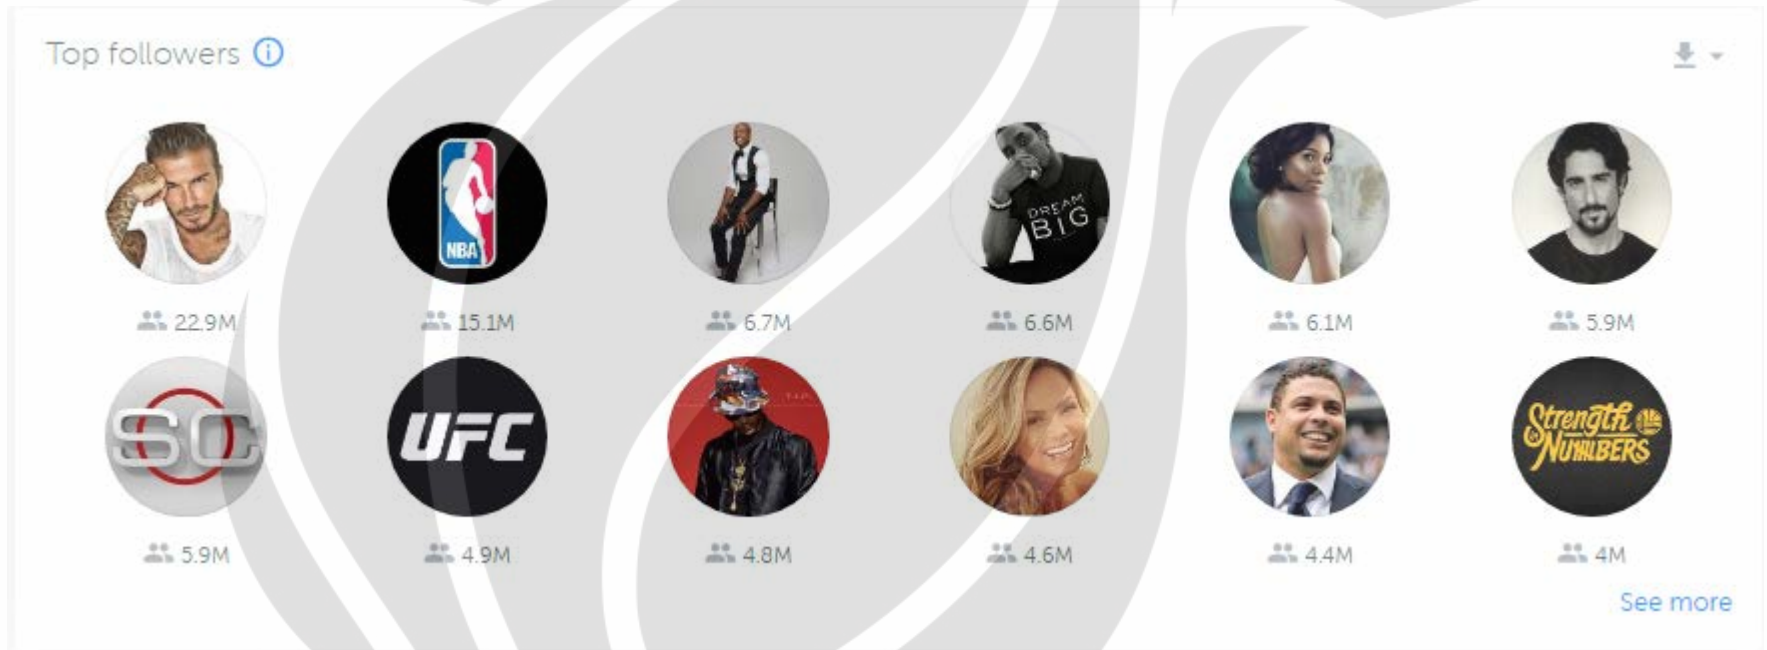 Top followers
NBA
DREAM
BIG
22.9M
15.1M
6.7M
6.6M
6.1M
5.9M
SC
UFC
Strength
IN
NUMBERS
5.9M
4.9M
4.8M
4.6M
4.4M
4M
See more